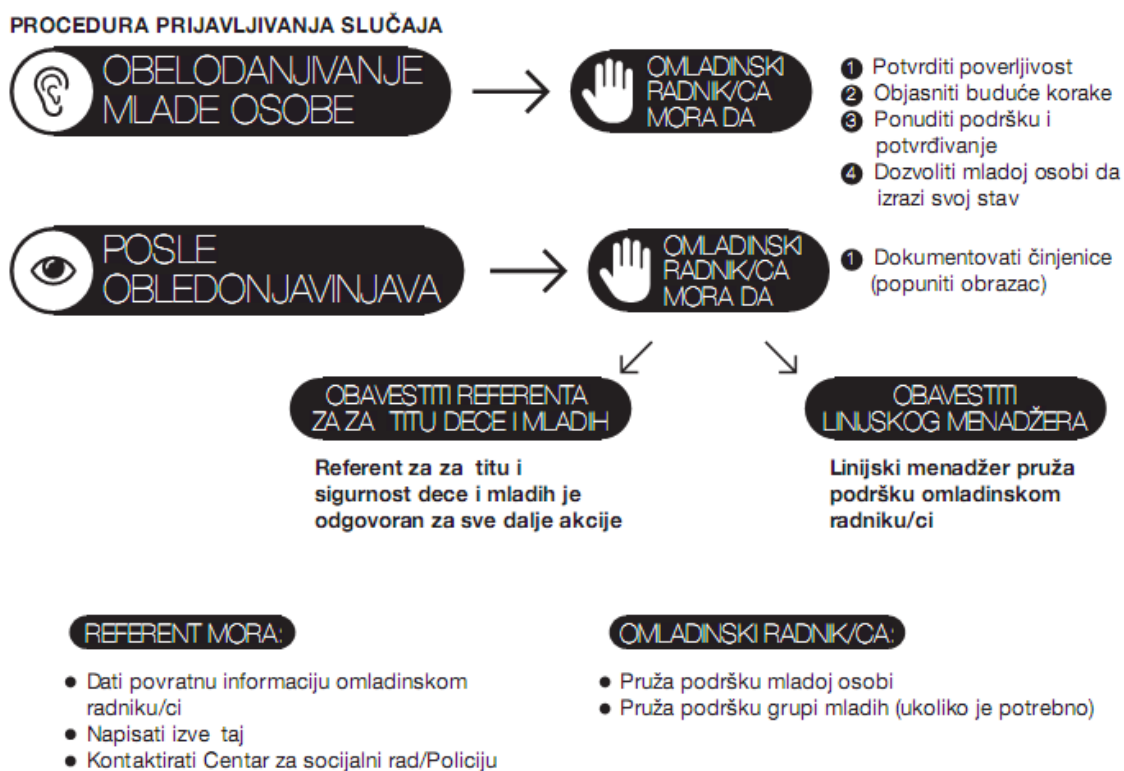 PROCEDURA PRIJAVLJIVANJA SLUČAJA
OBELODANJIVANJE
MLADE OSOBE
OMLADINSKI
RADNIK/CA
MORA DA
1 Potvrditi poverljivost
2 Objasniti buduće korake
3 Ponuditi podršku i
potvrđivanje
4 Dozvoliti mladoj osobi da
izrazi svoj stav
POSLE
OBLEDONJAVINJAVA
OMLADINSKI
RADNIK/CA
MORA DA
1 Dokumentovati činjenice
(popuniti obrazac)
OBAVESTITI REFERENTA
ZA ZA TITU DECE I MLADIH
OBAVESTITI
LINIJSKOG MENADŽERA
Referent za za titu i
sigurnost dece i mladih je
odgovoran za sve dalje akcije
Linijski menadžer pruža
podršku omladinskom
radniku/ci
REFERENT MORA:
● Dati povratnu informaciju omladinskom
radniku/ci
● Napisati izve taj
● Kontaktirati Centar za socijalni rad/Policiju
OMLADINSKI RADNIK/CA:
● Pruža podršku mladoj osobi
● Pruža podršku grupi mladih (ukoliko je potrebno)